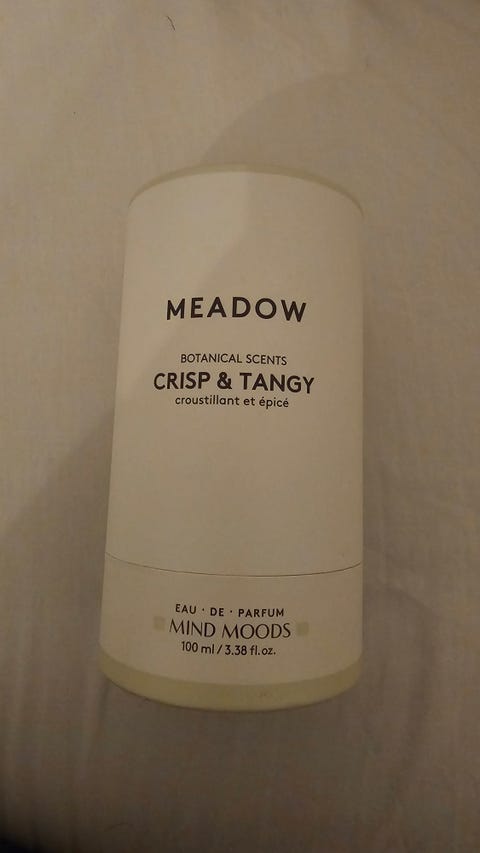 MEADOW
BOTANICAL SCENTS
CRISP & TANGY
croustillant et épicé
EAU · DE · PARFUM
MIND MOODS
100 ml / 3.38 fl.oz.